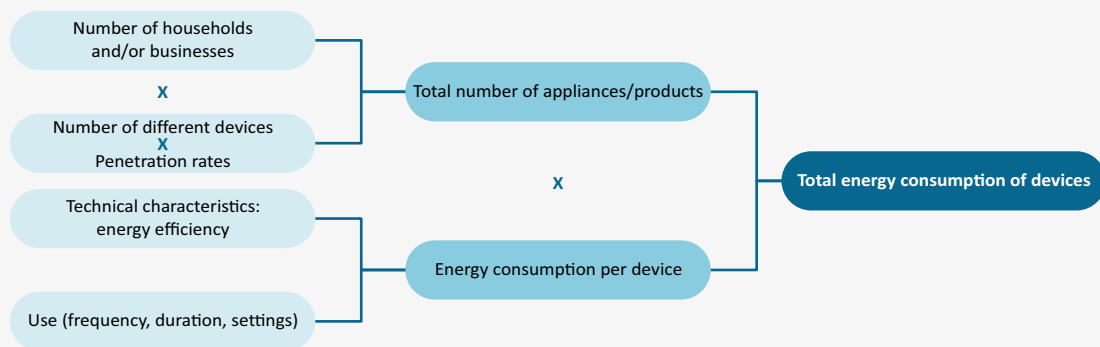 Number of households
and/or businesses
X
Number of different devices
X
Penetration rates
Technical characteristics:
energy efficiency
Use (frequency, duration, settings)
Total number of appliances/products
X
Energy consumption per device
Total energy consumption of devices